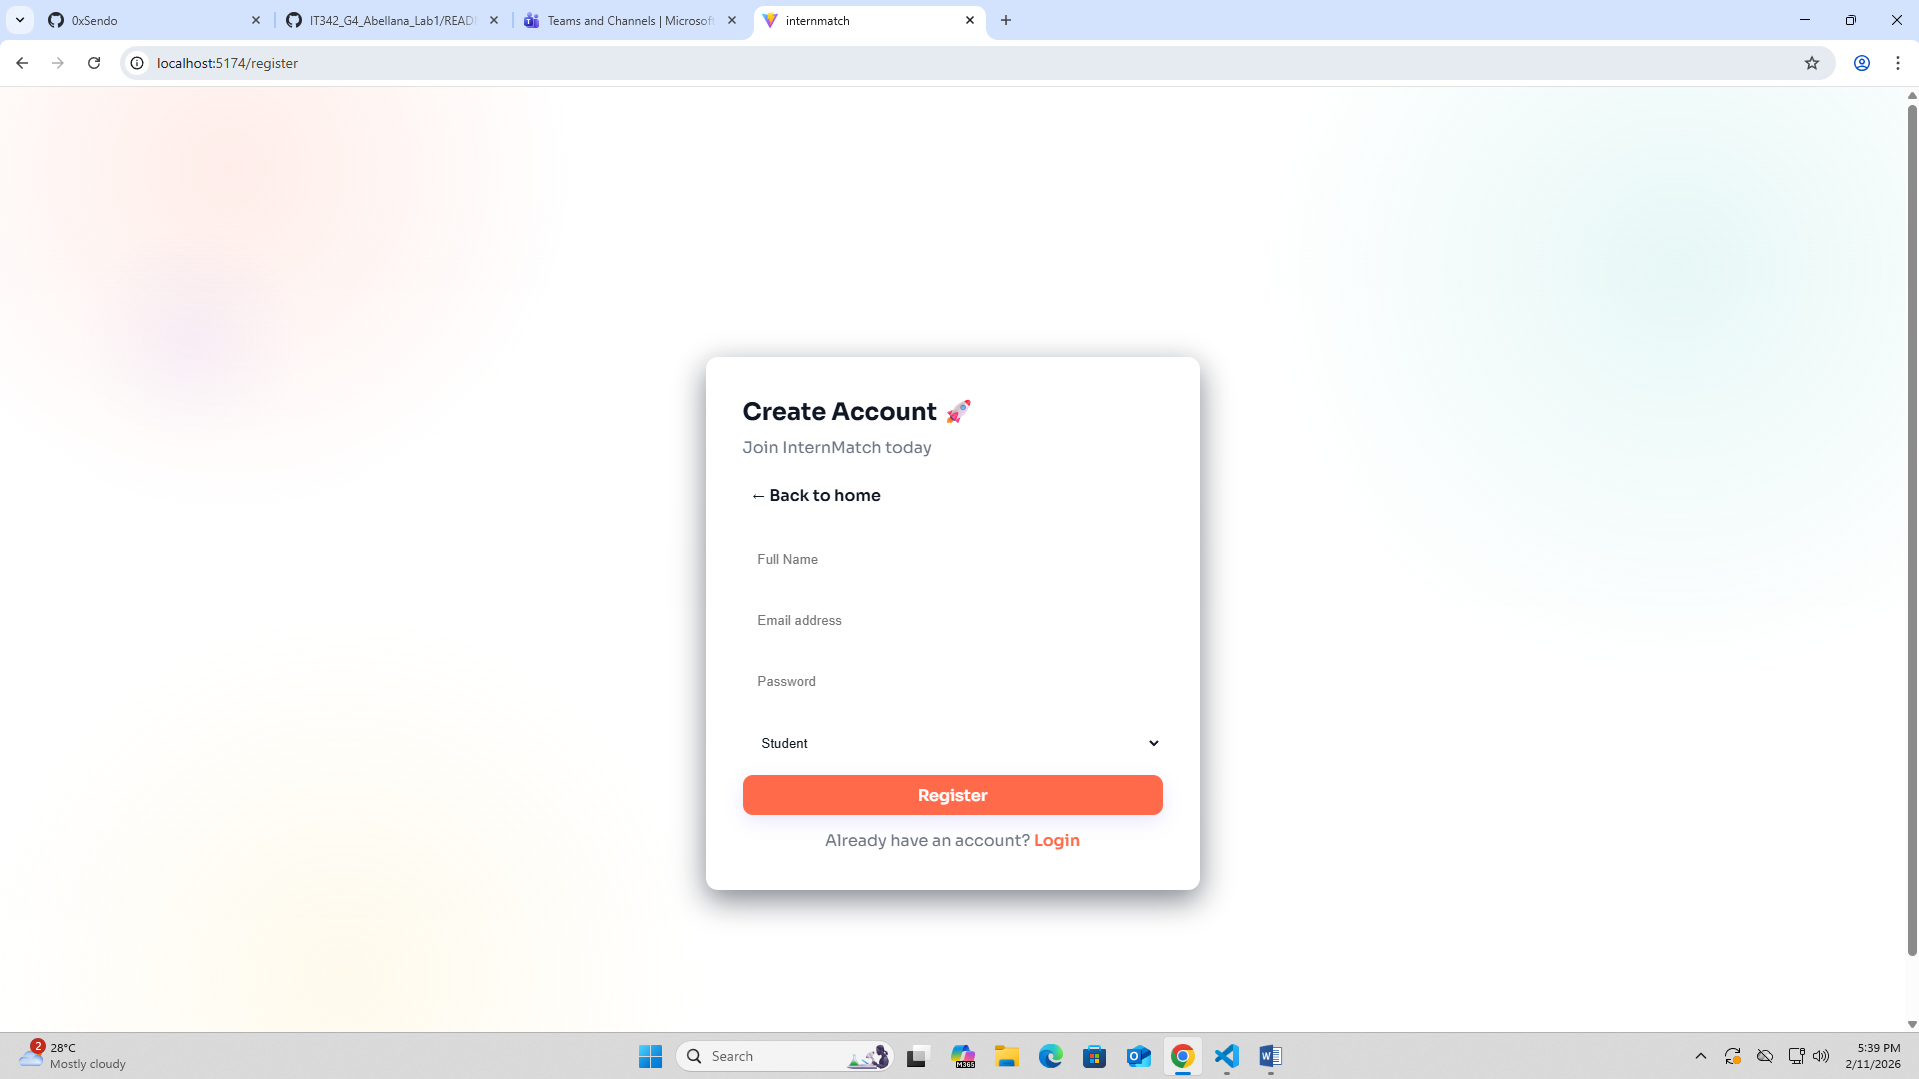 0xSendo
IT342_G4_Abellana_Lab1/READ
Teams and Channels | Microsoft
internmatch
localhost:5174/register
Create Account 🚀
Join InternMatch today
← Back to home
Full Name
Email address
Password
Student
Register
Already have an account? Login
2
28°C
Mostly cloudy
Search
M365
5:39 PM
2/11/2026